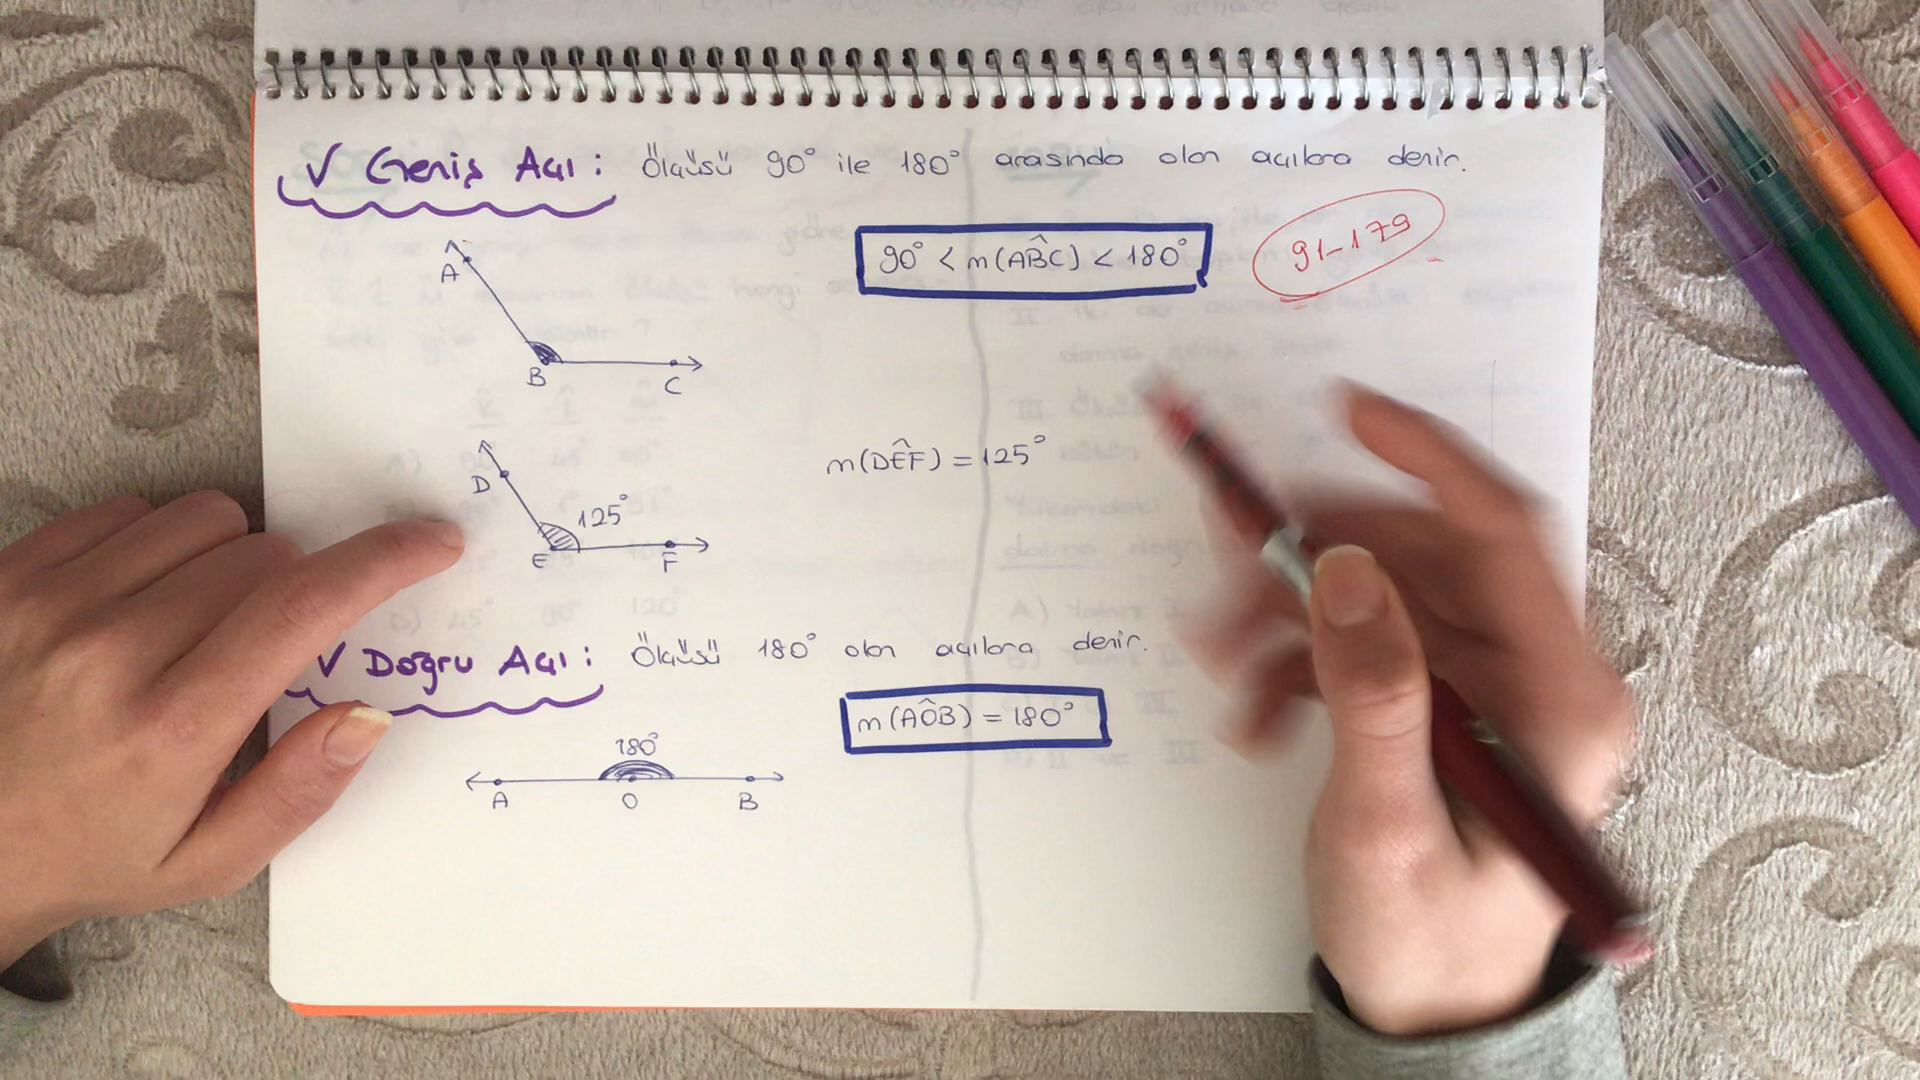 ✓ Geniş Açı : Ölçüsü 90° ile 180° arasında olan açılara denir.
90° < m(AB̂C) < 180°
91-179
A
B
C
m(DÊF) = 125°
D
125°
E
F
✓ Doğru Açı : Ölçüsü 180° olan açılara denir.
m(AÔB) = 180°
180°
A
O
B